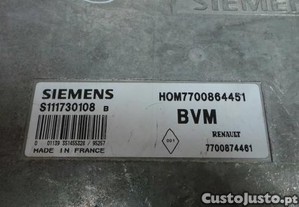 SIEMENS
SIEMENS HOM7700864451
S111730108 B BVM
RENAULT
7700874461
MADE IN FRANCE
CustoJusto.pt